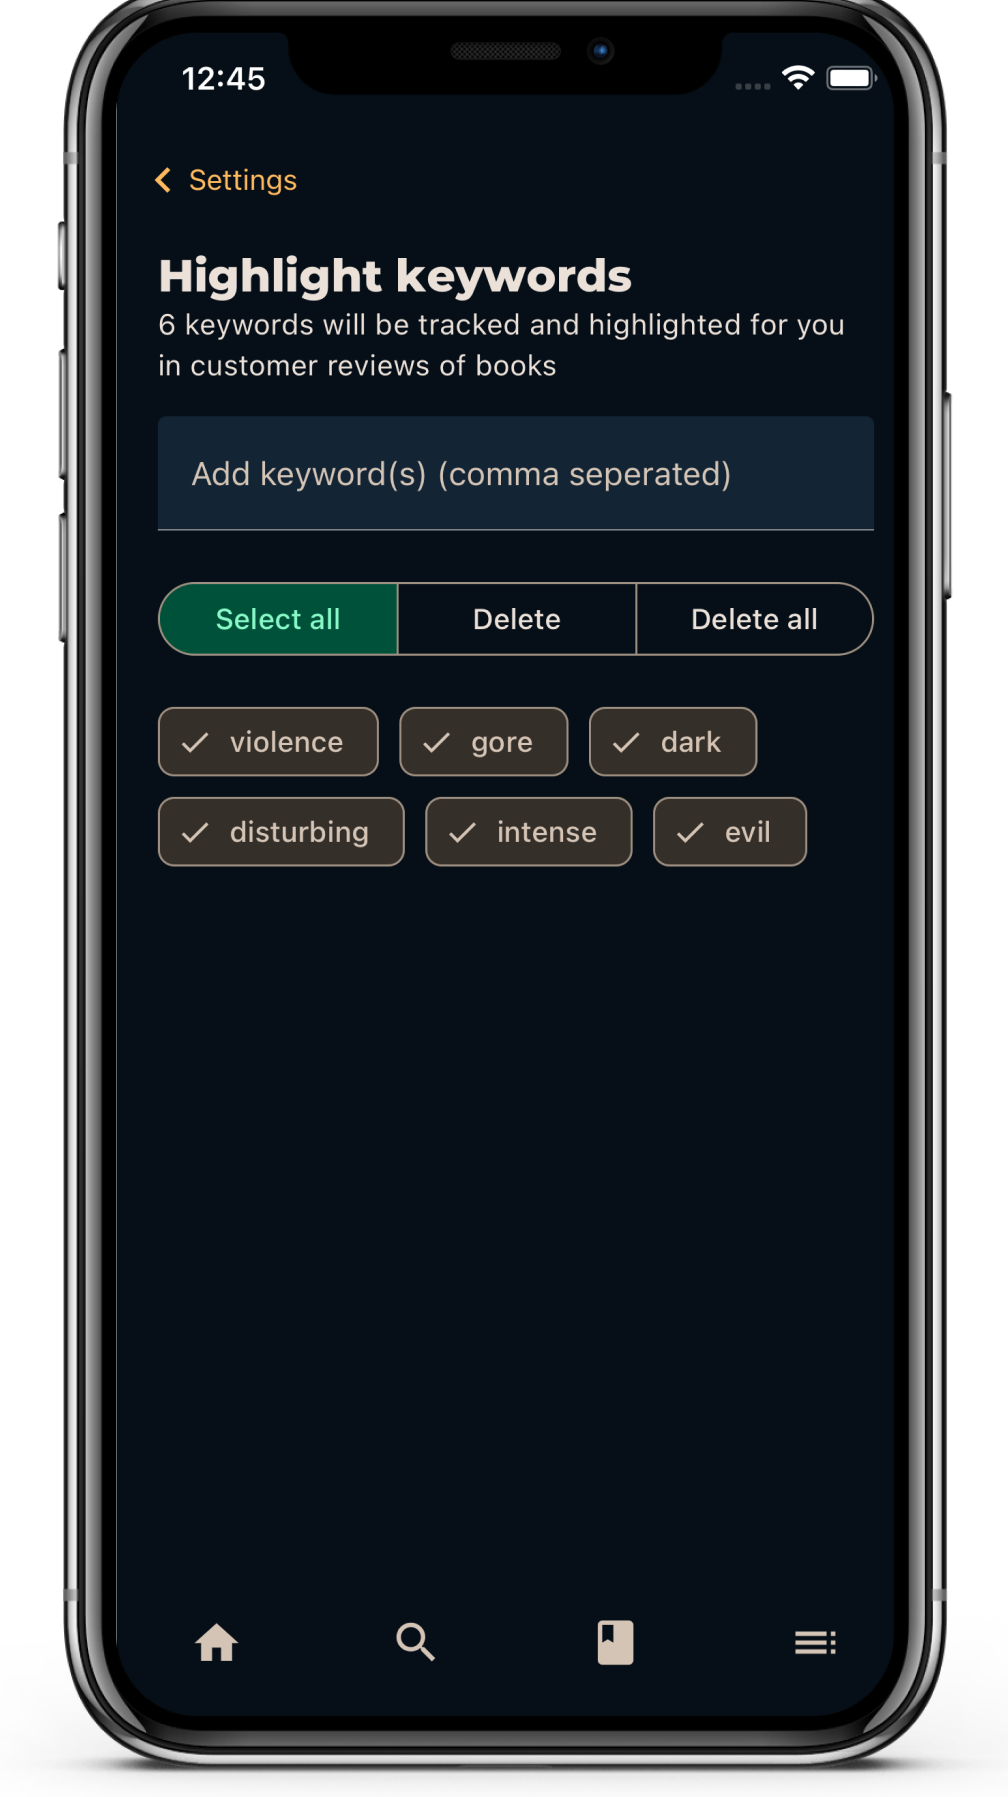 12:45
Settings
Highlight keywords
6 keywords will be tracked and highlighted for you
in customer reviews of books
Add keyword(s) (comma seperated)
Select all Delete Delete all
violence gore dark
disturbing intense evil